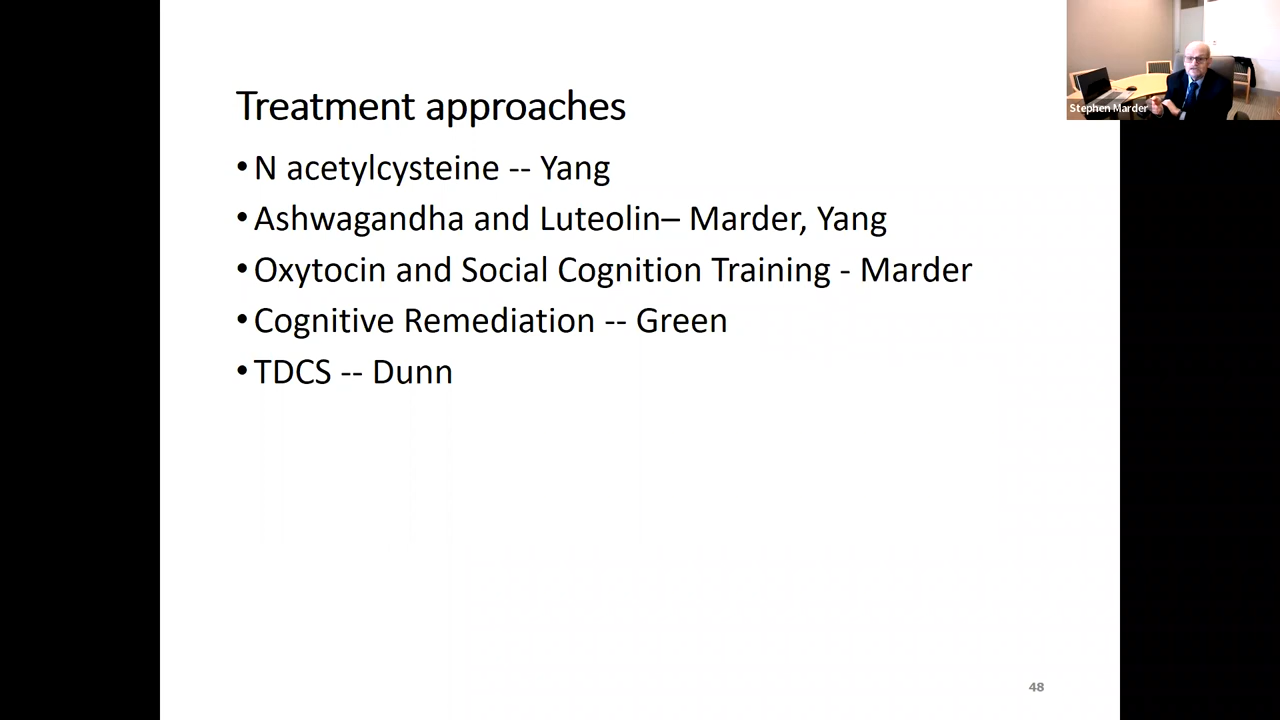 Treatment approaches
• N acetylcysteine -- Yang
• Ashwagandha and Luteolin– Marder, Yang
• Oxytocin and Social Cognition Training - Marder
• Cognitive Remediation -- Green
• TDCS -- Dunn
Stephen Marder
48